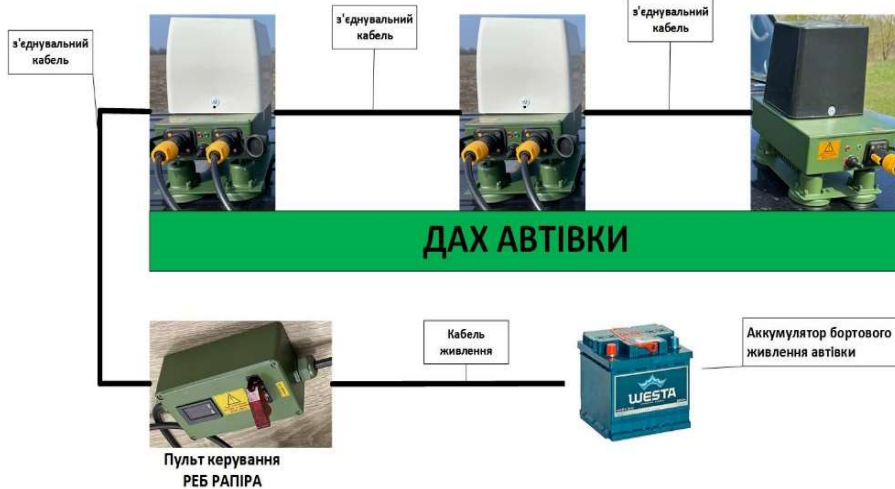 з'єднувальний
кабель
з'єднувальний
кабель
з'єднувальний
кабель
ДАХ АВТІВКИ
Кабель
живлення
Аккумулятор бортового
живлення автівки
WESTA
Пульт керування
РЕБ РАПІРА